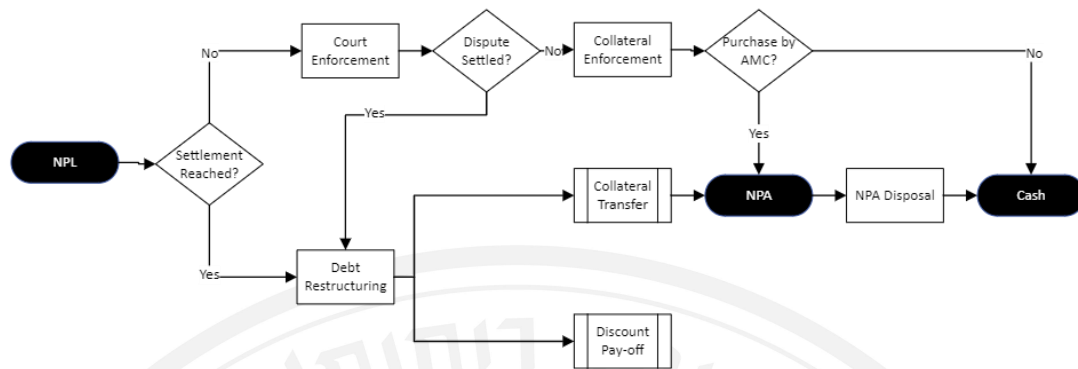 No
Court
Enforcement
Dispute
Settled?
No
Collateral
Enforcement
Purchase by
AMC?
No
Yes
Yes
NPL
Settlement
Reached?
Collateral
Transfer
NPA
NPA Disposal
Cash
Yes
Debt
Restructuring
Discount
Pay-off